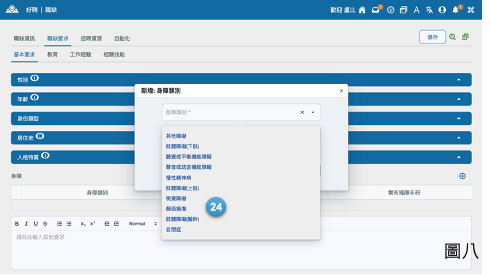 好聘 | 職缺
歡迎 盧比
職缺資訊 職缺要求 招聘資源 自動化
儲存
基本要求 教育 工作經驗 相關技能
性別
年齡
身份類型
居住地
人格特質
身障
身障類別 需有殘障手冊
新增: 身障類別
身障類別 *
其他障礙
肢體障礙(下肢)
聽覺或平衡機能障礙
聲音或語言機能障礙
慢性精神病
肢體障礙(上肢)
視覺障礙
顏面損傷
肢體障礙(軀幹)
自閉症
24
B I U S Normal
請在此輸入其他要求
圖八